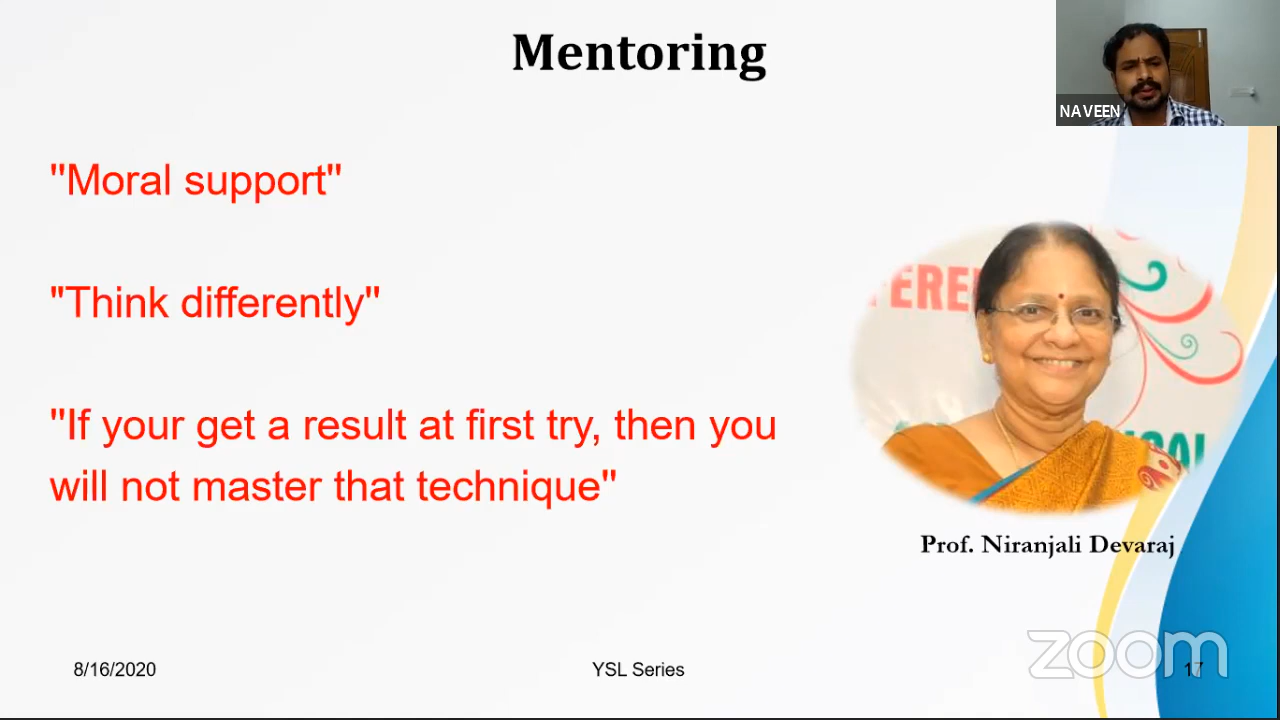 Mentoring
NAVEEN
"Moral support"
"Think differently"
"If your get a result at first try, then you
will not master that technique"
Prof. Niranjali Devaraj
8/16/2020
YSL Series
zoom
17